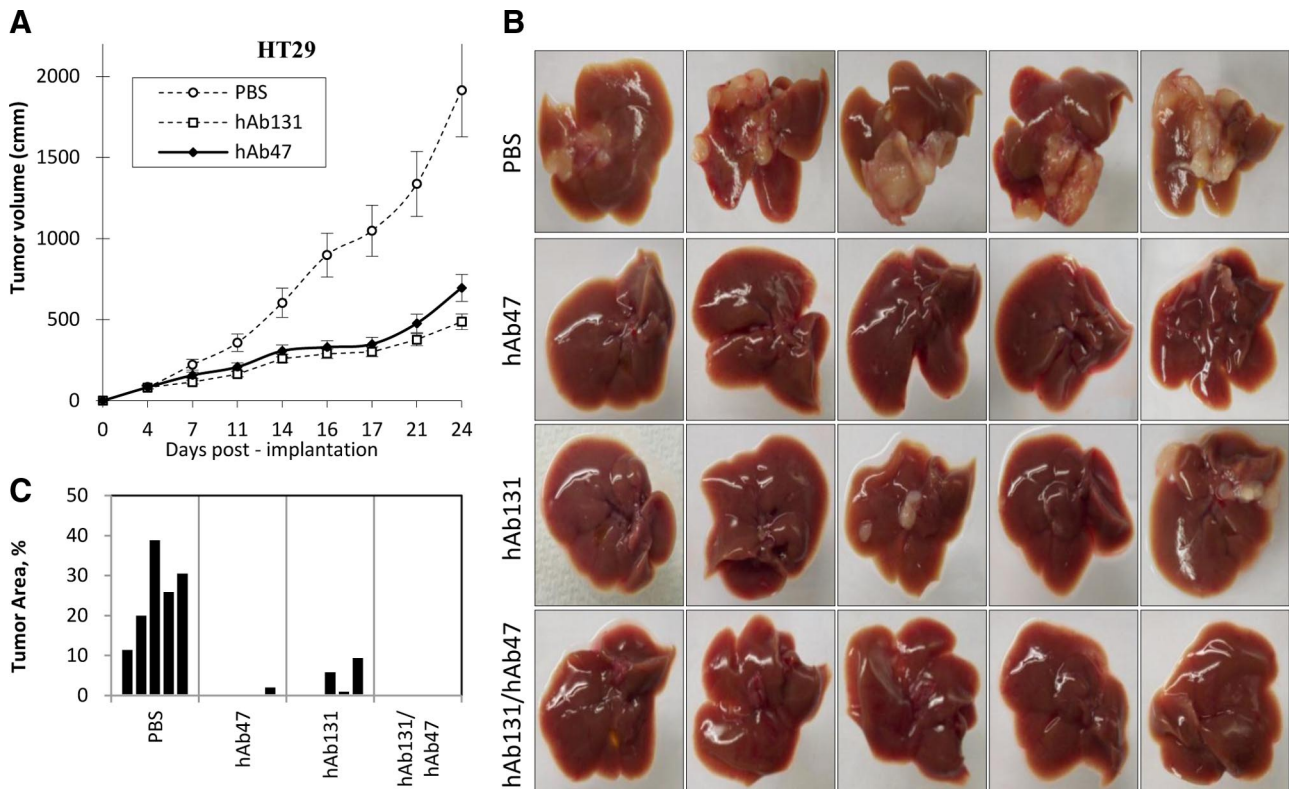 A
HT29
Tumor volume (cmm)
2000
1500
1000
500
0
PBS
hAb131
hAb47
0 4 7 11 14 16 17 21 24
Days post - implantation
B
PBS
hAb47
hAb131
hAb131/hAb47
C
Tumor Area, %
50
40
30
20
10
0
PBS
hAb47
hAb131
hAb131/
hAb47